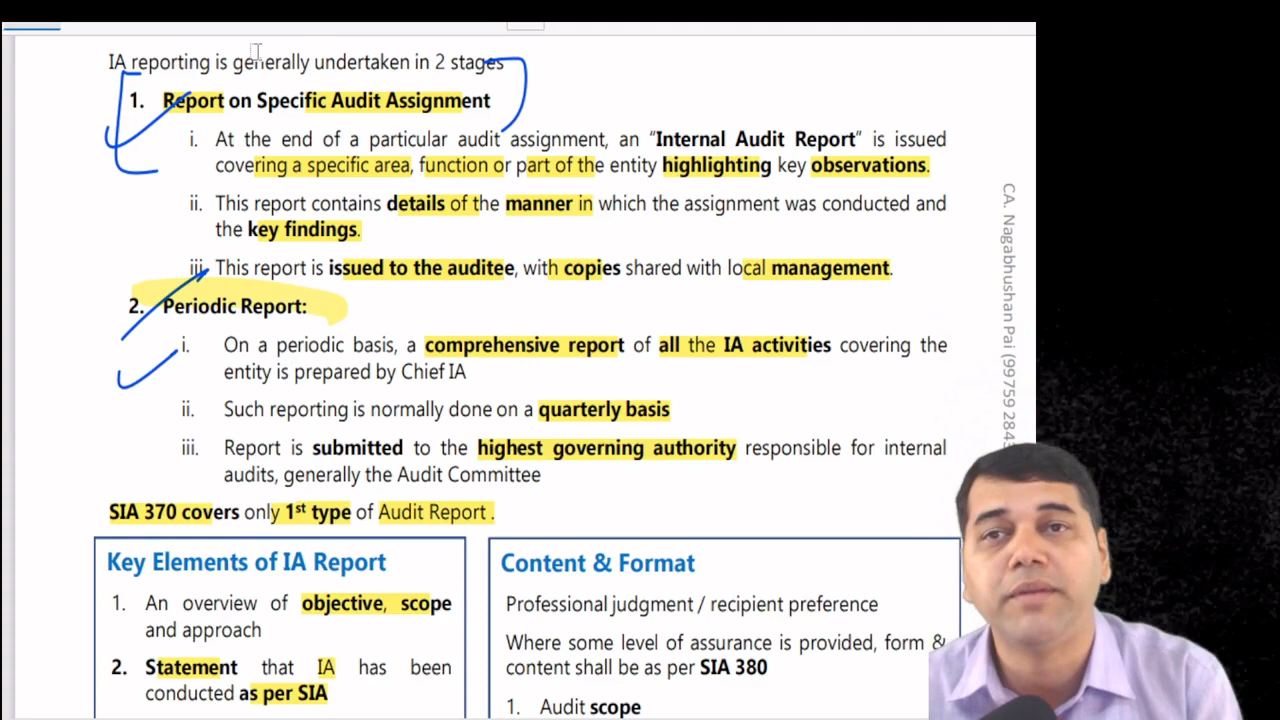 IA reporting is generally undertaken in 2 stages
1. Report on Specific Audit Assignment
i. At the end of a particular audit assignment, an “Internal Audit Report” is issued
covering a specific area, function or part of the entity highlighting key observations.
ii. This report contains details of the manner in which the assignment was conducted and
the key findings.
iii. This report is issued to the auditee, with copies shared with local management.
2. Periodic Report:
i. On a periodic basis, a comprehensive report of all the IA activities covering the
entity is prepared by Chief IA
ii. Such reporting is normally done on a quarterly basis
iii. Report is submitted to the highest governing authority responsible for internal
audits, generally the Audit Committee
SIA 370 covers only 1st type of Audit Report .
Key Elements of IA Report
1. An overview of objective, scope
and approach
2. Statement that IA has been
conducted as per SIA
Content & Format
Professional judgment / recipient preference
Where some level of assurance is provided, form &
content shall be as per SIA 380
1. Audit scope
CA. Nagabhushan Pai (99759 284